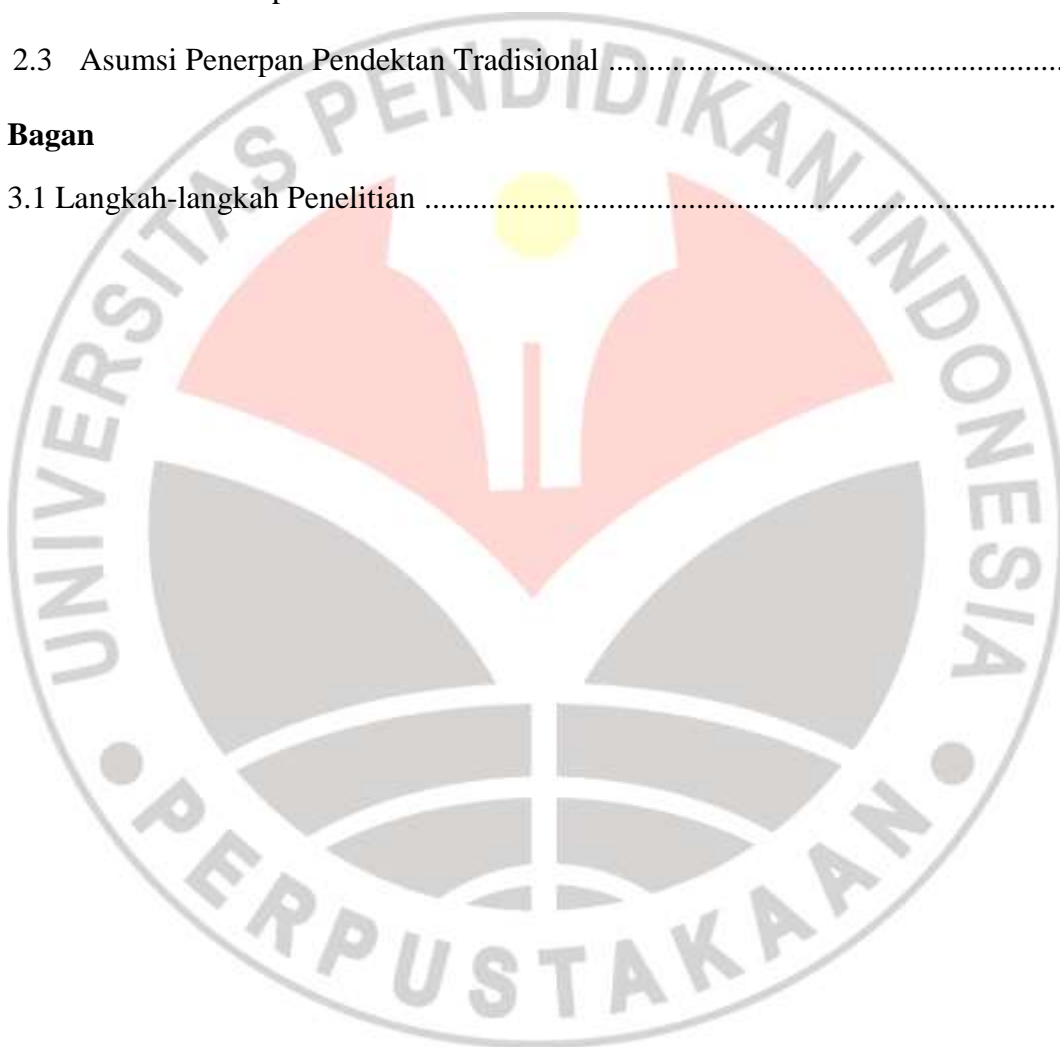 2.3 Asumsi Penerpan Pendektan Tradisional ........................................................
Bagan
3.1 Langkah-langkah Penelitian ................................................................................
UNIVERSITAS PENDIDIKAN INDONESIA
PERPUSTAKAAN